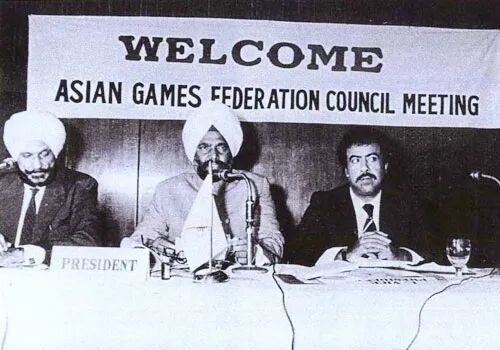 WELCOME
ASIAN GAMES FEDERATION COUNCIL MEETING
PRESIDENT